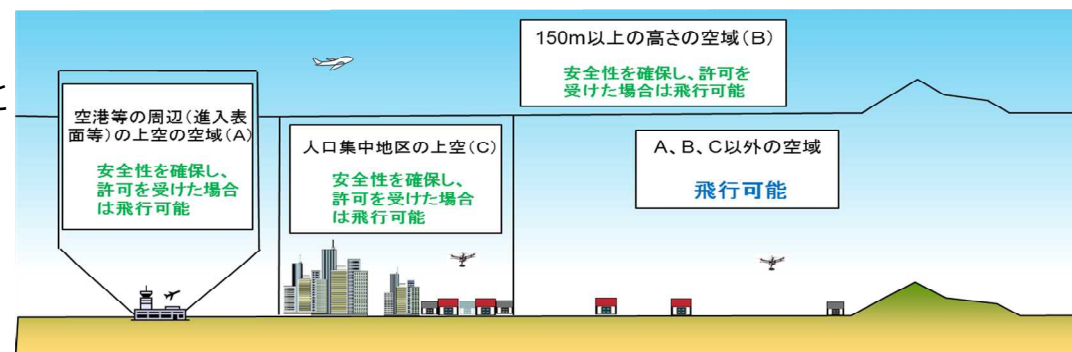 150m以上の高さの空域(B)
安全性を確保し、許可を
受けた場合は飛行可能
空港等の周辺(進入表
面等)の上空の空域(A)
安全性を確保し、
許可を受けた場合
は飛行可能
人口集中地区の上空(C)
安全性を確保し、
許可を受けた場合
は飛行可能
A、B、C以外の空域
飛行可能